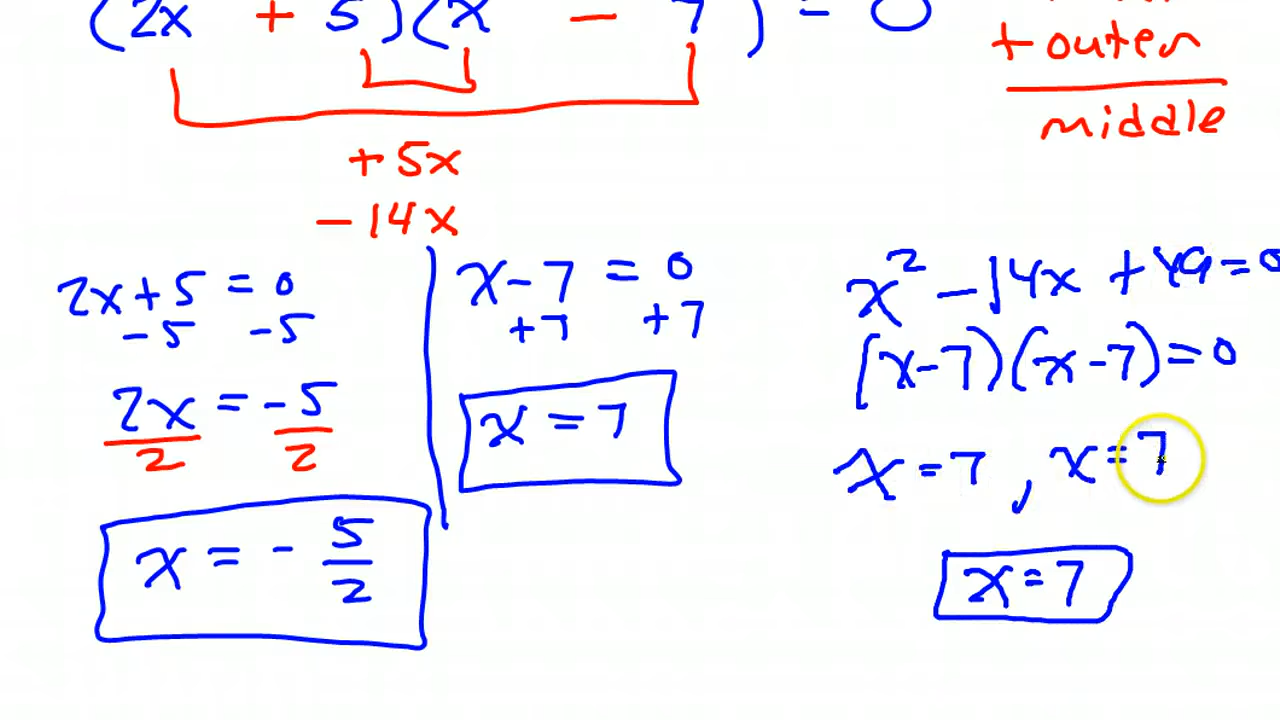 (2x + 5)(x - 7) = 0
+ outer
middle
+5x
-14x
2x+5 = 0
-5 -5
2x = -5
2 2
x = - 5/2
x-7 = 0
+7 +7
x = 7
x² -14x +49=0
(x-7)(x-7)=0
x=7, x=7
x=7